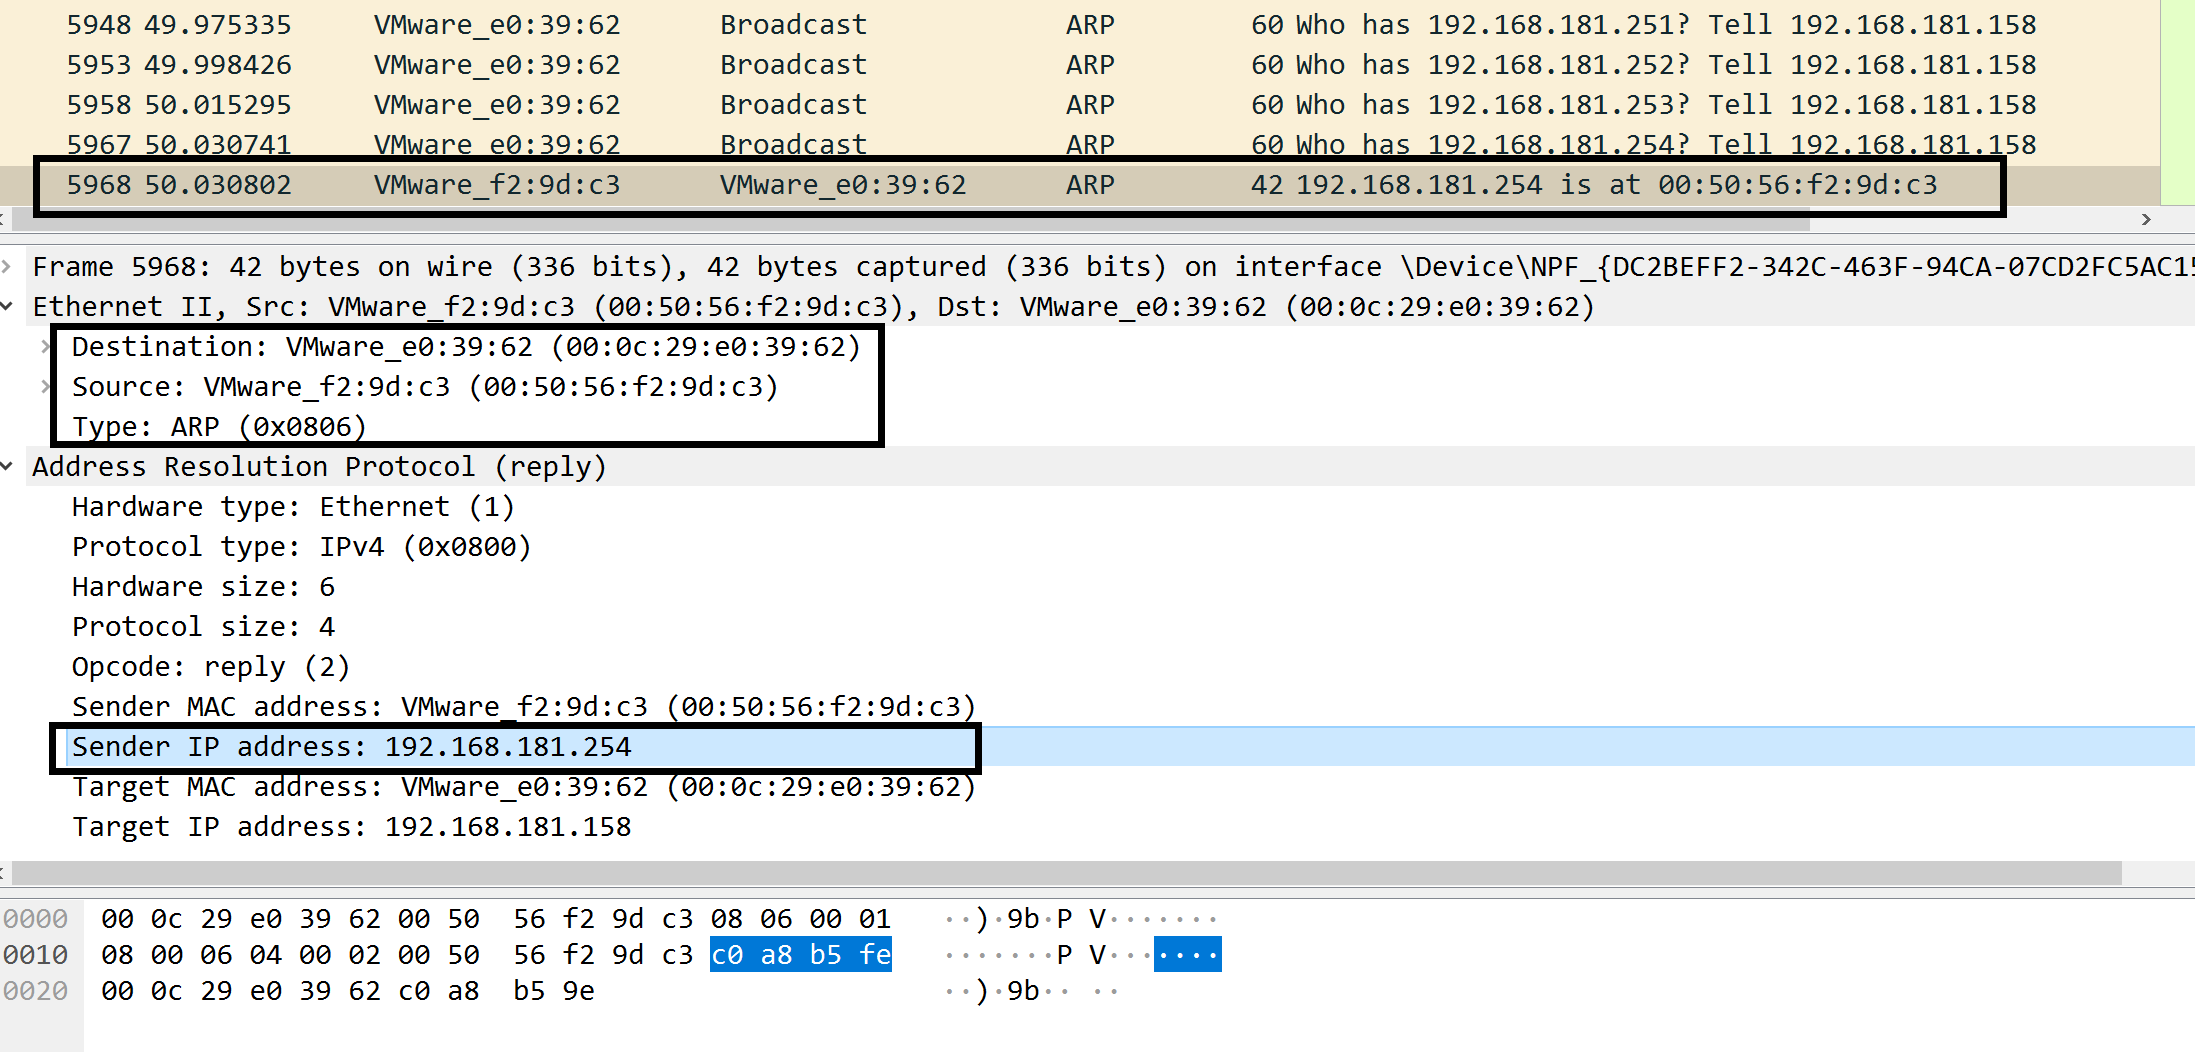 5948 49.975335 VMware_e0:39:62 Broadcast ARP 60 Who has 192.168.181.251? Tell 192.168.181.158
5953 49.998426 VMware_e0:39:62 Broadcast ARP 60 Who has 192.168.181.252? Tell 192.168.181.158
5958 50.015295 VMware_e0:39:62 Broadcast ARP 60 Who has 192.168.181.253? Tell 192.168.181.158
5967 50.030741 VMware_e0:39:62 Broadcast ARP 60 Who has 192.168.181.254? Tell 192.168.181.158
5968 50.030802 VMware_f2:9d:c3 VMware_e0:39:62 ARP 42 192.168.181.254 is at 00:50:56:f2:9d:c3
Frame 5968: 42 bytes on wire (336 bits), 42 bytes captured (336 bits) on interface \Device\NPF_{DC2BEFF2-342C-463F-94CA-07CD2FC5AC15
Ethernet II, Src: VMware_f2:9d:c3 (00:50:56:f2:9d:c3), Dst: VMware_e0:39:62 (00:0c:29:e0:39:62)
Destination: VMware_e0:39:62 (00:0c:29:e0:39:62)
Source: VMware_f2:9d:c3 (00:50:56:f2:9d:c3)
Type: ARP (0x0806)
Address Resolution Protocol (reply)
Hardware type: Ethernet (1)
Protocol type: IPv4 (0x0800)
Hardware size: 6
Protocol size: 4
Opcode: reply (2)
Sender MAC address: VMware_f2:9d:c3 (00:50:56:f2:9d:c3)
Sender IP address: 192.168.181.254
Target MAC address: VMware_e0:39:62 (00:0c:29:e0:39:62)
Target IP address: 192.168.181.158
0000 00 0c 29 e0 39 62 00 50 56 f2 9d c3 08 06 00 01 ··)·9b·P V·······
0010 08 00 06 04 00 02 00 50 56 f2 9d c3 c0 a8 b5 fe ·······P V·······
0020 00 0c 29 e0 39 62 c0 a8 b5 9e ··)·9b·· ··